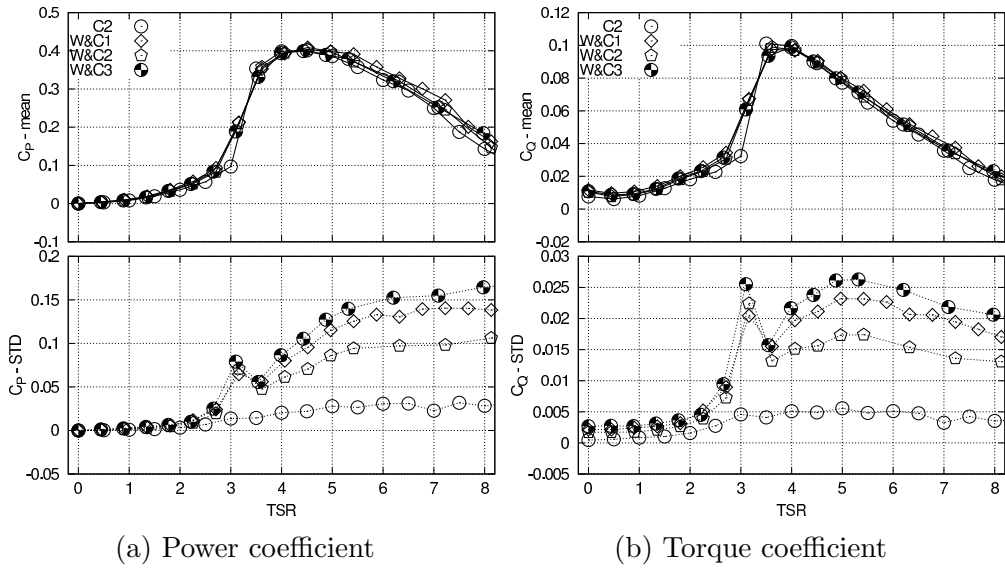 C2
W&C1
W&C2
W&C3
0.5
0.4
0.3
0.2
0.1
0
-0.1
C_P - mean
0.2
0.15
0.1
0.05
0
-0.05
C_P - STD
0 1 2 3 4 5 6 7 8
TSR
(a) Power coefficient
C2
W&C1
W&C2
W&C3
0.12
0.1
0.08
0.06
0.04
0.02
0
-0.02
C_Q - mean
0.03
0.025
0.02
0.015
0.01
0.005
0
-0.005
C_Q - STD
0 1 2 3 4 5 6 7 8
TSR
(b) Torque coefficient